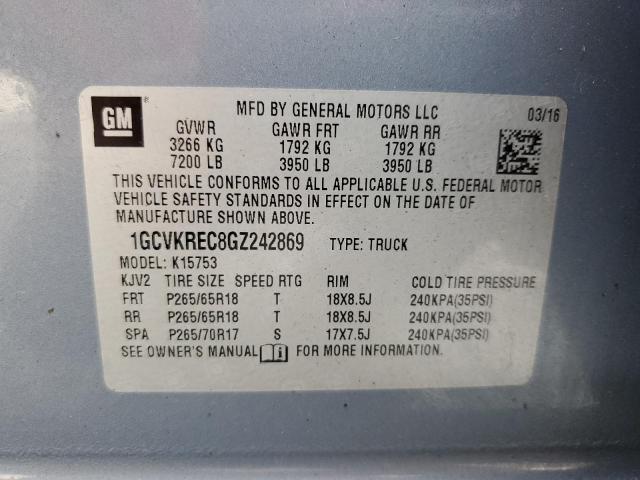 GM
MFD BY GENERAL MOTORS LLC 03/16
GVWR GAWR FRT GAWR RR
3266 KG 1792 KG 1792 KG
7200 LB 3950 LB 3950 LB
THIS VEHICLE CONFORMS TO ALL APPLICABLE U.S. FEDERAL MOTOR
VEHICLE SAFETY STANDARDS IN EFFECT ON THE DATE OF
MANUFACTURE SHOWN ABOVE.
1GCVKREC8GZ242869 TYPE: TRUCK
MODEL: K15753
KJV2 TIRE SIZE SPEED RTG RIM COLD TIRE PRESSURE
FRT P265/65R18 T 18X8.5J 240KPA(35PSI)
RR P265/65R18 T 18X8.5J 240KPA(35PSI)
SPA P265/70R17 S 17X7.5J 240KPA(35PSI)
SEE OWNER'S MANUAL FOR MORE INFORMATION.